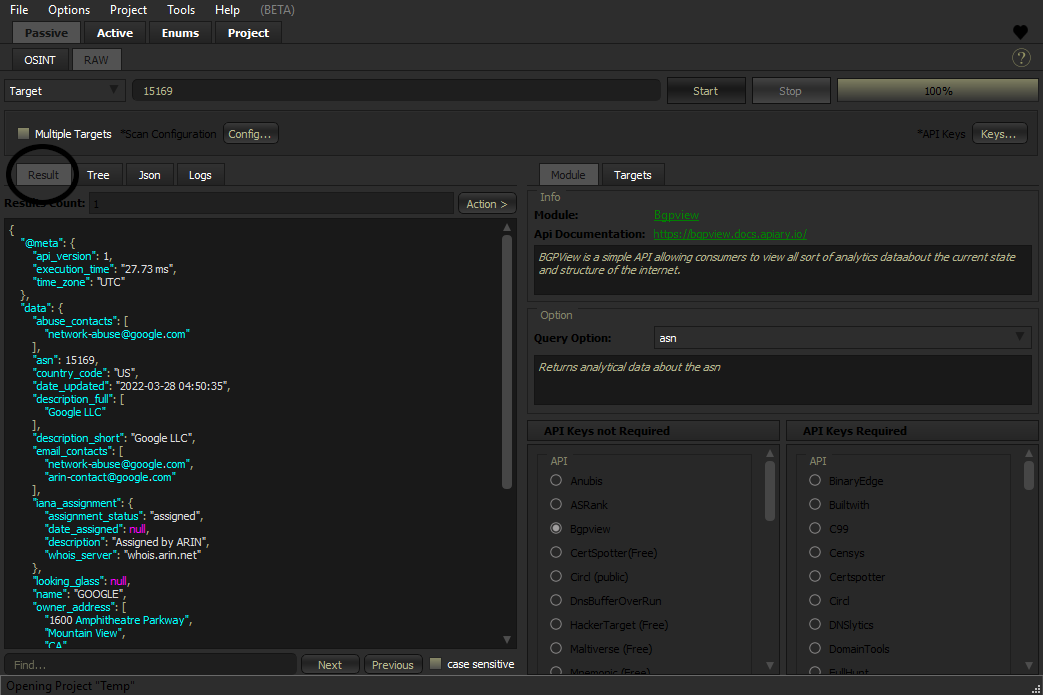 File Options Project Tools Help (BETA)
Passive Active Enums Project
OSINT RAW
?
Target 15169 Start Stop 100%
Multiple Targets *Scan Configuration Config... *API Keys Keys...
Result Tree Json Logs
Results count: 1 Action >
{
"@meta": {
"api_version": 1,
"execution_time": "27.73 ms",
"time_zone": "UTC"
},
"data": {
"abuse_contacts": [
"network-abuse@google.com"
],
"asn": 15169,
"country_code": "US",
"date_updated": "2022-03-28 04:50:35",
"description_full": [
"Google LLC"
],
"description_short": "Google LLC",
"email_contacts": [
"network-abuse@google.com",
"arin-contact@google.com"
],
"iana_assignment": {
"assignment_status": "assigned",
"date_assigned": null,
"description": "Assigned by ARIN",
"whois_server": "whois.arin.net"
},
"looking_glass": null,
"name": "GOOGLE",
"owner_address": [
"1600 Amphitheatre Parkway",
"Mountain View",
"CA"
Find... Next Previous case sensitive
Module Targets
Info
Module: Bgpview
Api Documentation: https://bgpview.docs.apiary.io/
BGPView is a simple API allowing consumers to view all sort of analytics dataabout the current state
and structure of the internet.
Option
Query Option: asn
Returns analytical data about the asn
API Keys not Required
API
Anubis
ASRank
Bgpview
CertSpotter(Free)
Circl (public)
DnsBufferOverRun
HackerTarget (Free)
Maltiverse (Free)
Mnemonic (Free)
API Keys Required
API
BinaryEdge
Builtwith
C99
Censys
Certspotter
Circl
DNSlytics
DomainTools
FullHunt
Opening Project "Temp"